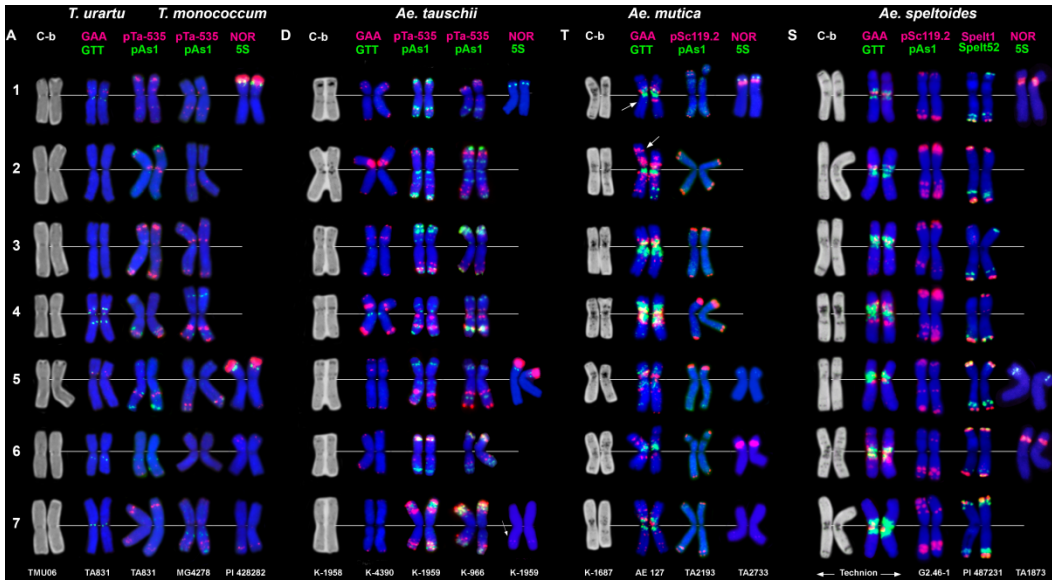 T. urartu T. monococcum Ae. tauschii Ae. mutica Ae. speltoides
A C-b GAA pTa-535 pTa-535 NOR D C-b GAA pTa-535 pTa-535 NOR T C-b GAA pSc119.2 NOR S C-b GAA pSc119.2 Spelt1 NOR
GTT pAs1 pAs1 5S GTT pAs1 pAs1 5S GTT pAs1 5S GTT pAs1 Spelt52 5S
1
2
3
4
5
6
7
TMU06 TA831 TA831 MG4278 PI 428282 K-1958 K-4390 K-1959 K-966 K-1959 K-1687 AE 127 TA2193 TA2733 Technion G2.46-1 PI 487231 TA1873